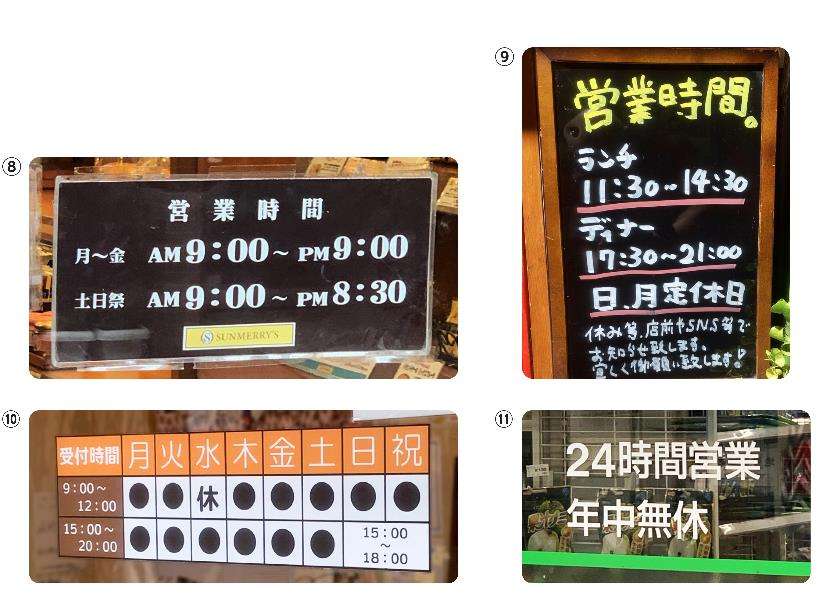 ⑧
営業時間
月～金 AM 9:00～PM 9:00
土日祭 AM 9:00～PM 8:30
S SUNMERRY'S
⑨
営業時間。
ランチ
11:30～14:30
ディナー
17:30～21:00
日、月定休日
休み等、店前やSNS等で
お知らせ致します。
宜しく御願い致します!
⑩
受付時間 月 火 水 木 金 土 日 祝
9:00～12:00 ● ● 休 ● ● ● ● ●
15:00～20:00 ● ● ● ● ● ● 15:00～18:00
⑪
24時間営業
年中無休